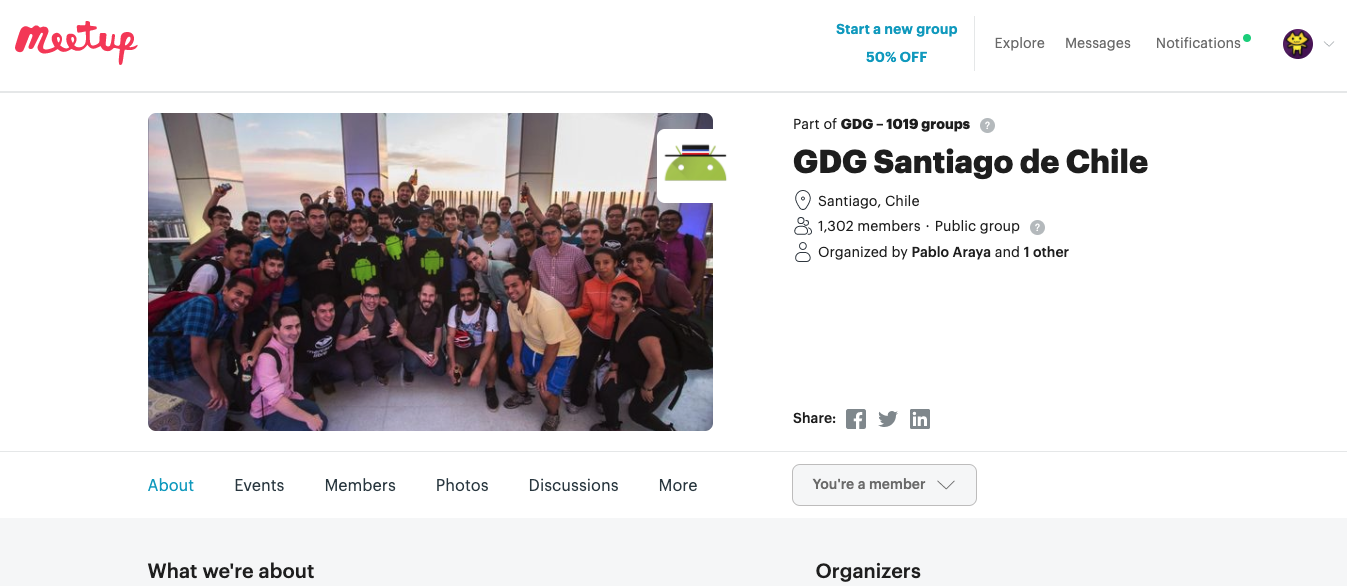 Meetup
Start a new group
50% OFF
Explore
Messages
Notifications
Part of GDG – 1019 groups ?
GDG Santiago de Chile
Santiago, Chile
1,302 members · Public group ?
Organized by Pablo Araya and 1 other
Share:
About
Events
Members
Photos
Discussions
More
You're a member
What we're about
Organizers